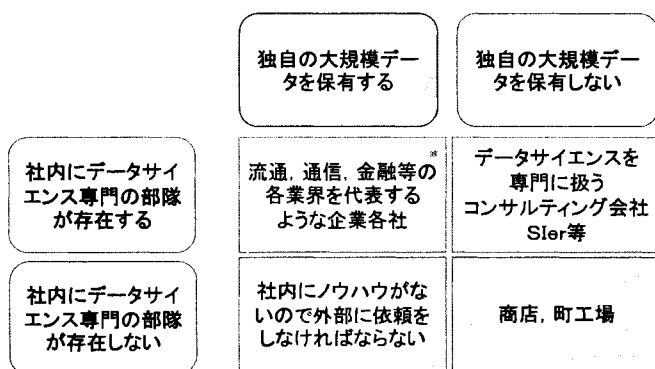 独自の大規模デー
タを保有する
独自の大規模デー
タを保有しない
社内にデータサイ
エンス専門の部隊
が存在する
流通, 通信, 金融等の
各業界を代表する
ような企業各社
データサイエンスを
専門に扱う
コンサルティング会社
SIer等
社内にデータサイ
エンス専門の部隊
が存在しない
社内にノウハウがな
いので外部に依頼を
しなければならない
商店, 町工場